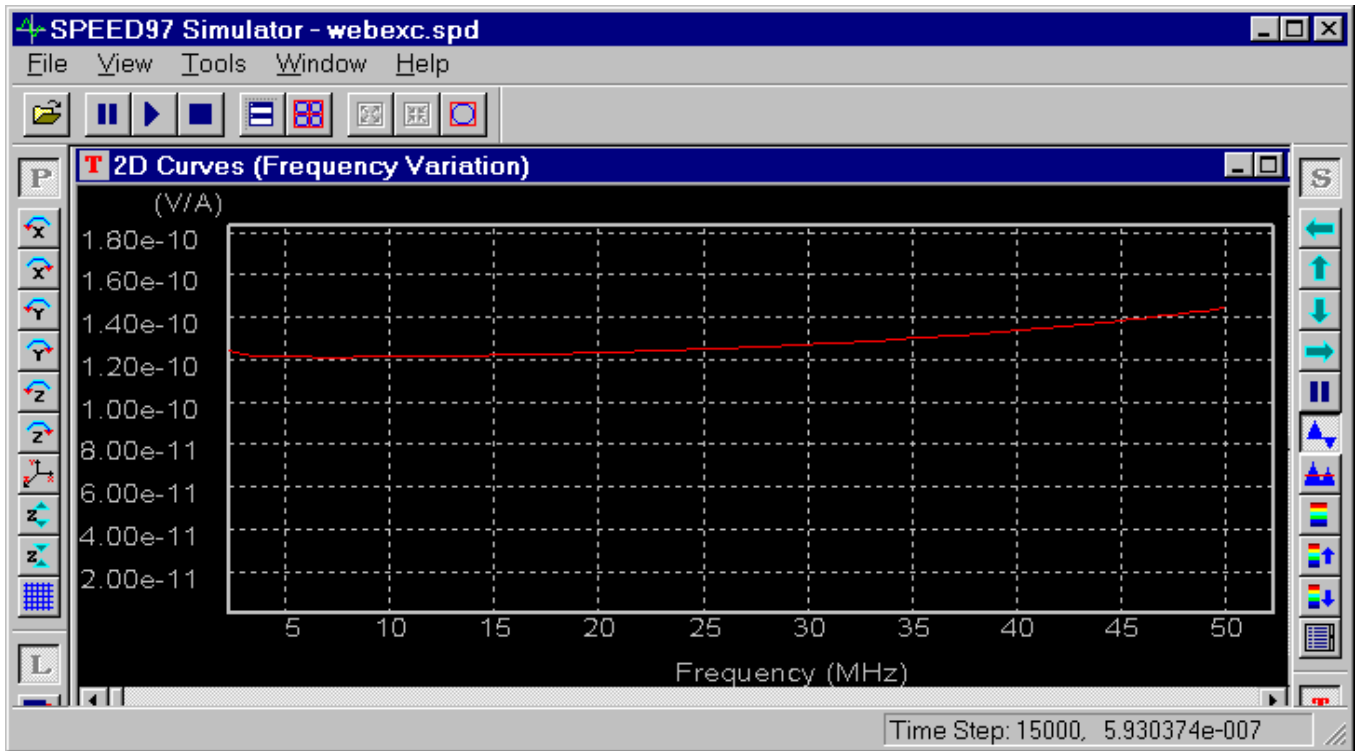 SPEED97 Simulator - webexc.spd
File View Tools Window Help
P
T 2D Curves (Frequency Variation)
S
(V/A)
1.80e-10
1.60e-10
1.40e-10
1.20e-10
1.00e-10
8.00e-11
6.00e-11
4.00e-11
2.00e-11
X
X
Y
Y
Z
Z
Z
Z
5 10 15 20 25 30 35 40 45 50
Frequency (MHz)
L
T
Time Step: 15000, 5.930374e-007